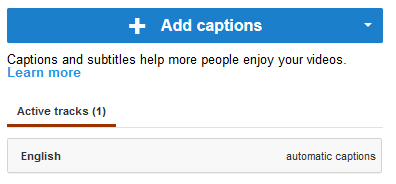 Add captions
Captions and subtitles help more people enjoy your videos.
Learn more
Active tracks (1)
English automatic captions